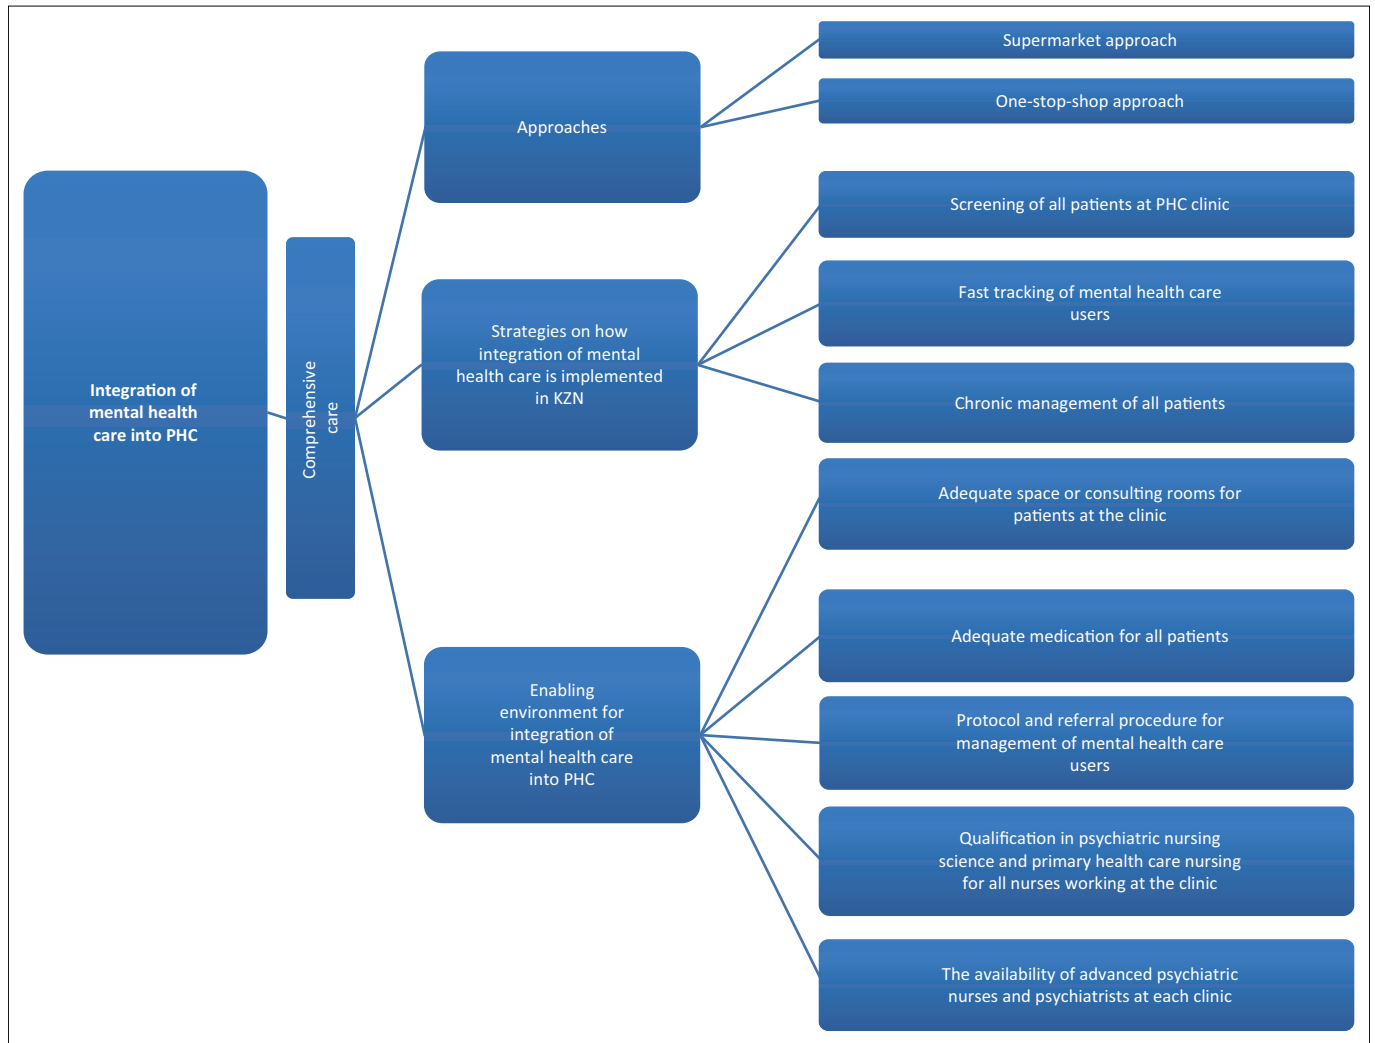 Integration of
mental health
care into PHC
Comprehensive
care
Approaches
Supermarket approach
One-stop-shop approach
Strategies on how
integration of mental
health care is implemented
in KZN
Screening of all patients at PHC clinic
Fast tracking of mental health care
users
Chronic management of all patients
Enabling
environment for
integration of
mental health care
into PHC
Adequate space or consulting rooms for
patients at the clinic
Adequate medication for all patients
Protocol and referral procedure for
management of mental health care
users
Qualification in psychiatric nursing
science and primary health care nursing
for all nurses working at the clinic
The availability of advanced psychiatric
nurses and psychiatrists at each clinic